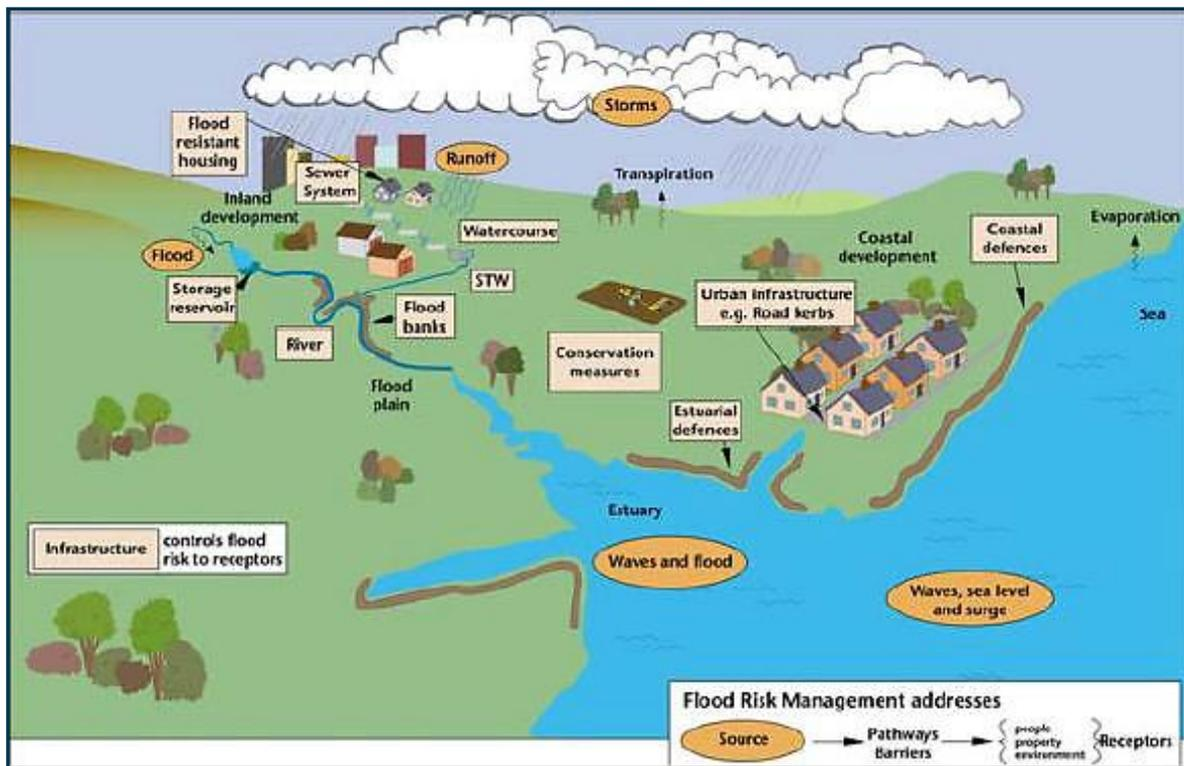 Storms
Flood
resistant
housing
Runoff
Sewer
System
Transpiration
Inland
development
Evaporation
Watercourse
Coastal
defences
Coastal
development
Flood
Storage
reservoir
STW
Urban infrastructure
e.g. Road kerbs
Flood
banks
Sea
River
Conservation
measures
Flood
plain
Estuarial
defences
Estuary
Infrastructure
controls flood
risk to receptors
Waves and flood
Waves, sea level
and surge
Flood Risk Management addresses
Source
Pathways
Barriers
people
property
environment
Receptors